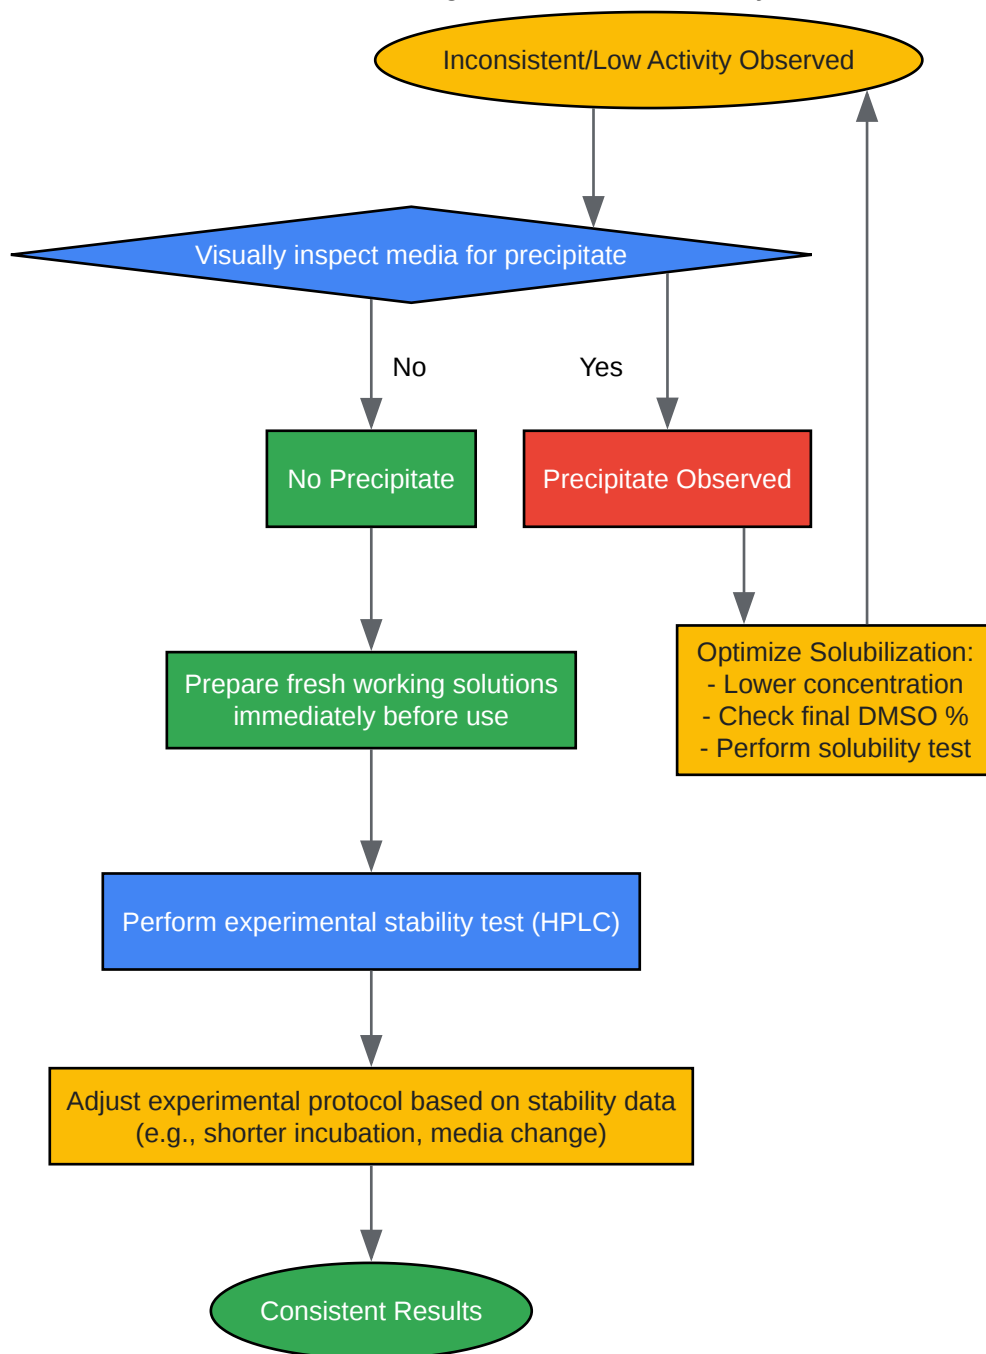 Inconsistent/Low Activity Observed
Visually inspect media for precipitate
No
Yes
No Precipitate
Precipitate Observed
Optimize Solubilization:
- Lower concentration
- Check final DMSO %
- Perform solubility test
Prepare fresh working solutions
immediately before use
Perform experimental stability test (HPLC)
Adjust experimental protocol based on stability data
(e.g., shorter incubation, media change)
Consistent Results